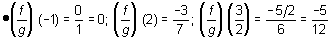 • (f/g) (-1) = 0/1 = 0; (f/g) (2) = -3/7; (f/g) (3/2) = -5/2/6 = -5/12